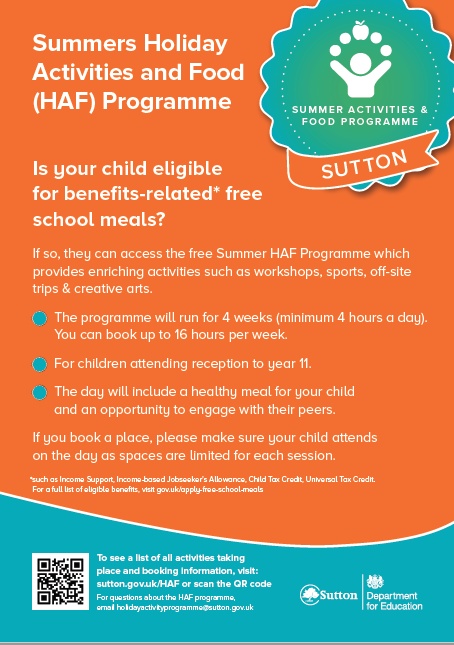 Summers Holiday
Activities and Food
(HAF) Programme
SUMMER ACTIVITIES &
FOOD PROGRAMME
SUTTON
Is your child eligible
for benefits-related* free
school meals?
If so, they can access the free Summer HAF Programme which
provides enriching activities such as workshops, sports, off-site
trips & creative arts.
The programme will run for 4 weeks (minimum 4 hours a day).
You can book up to 16 hours per week.
For children attending reception to year 11.
The day will include a healthy meal for your child
and an opportunity to engage with their peers.
If you book a place, please make sure your child attends
on the day as spaces are limited for each session.
*such as Income Support, Income-based Jobseeker's Allowance, Child Tax Credit, Universal Tax Credit.
For a full list of eligible benefits, visit gov.uk/apply-free-school-meals
To see a list of all activities taking
place and booking information, visit:
sutton.gov.uk/HAF or scan the QR code
For questions about the HAF programme,
email holidayactivityprogramme@sutton.gov.uk
Sutton
Department
for Education